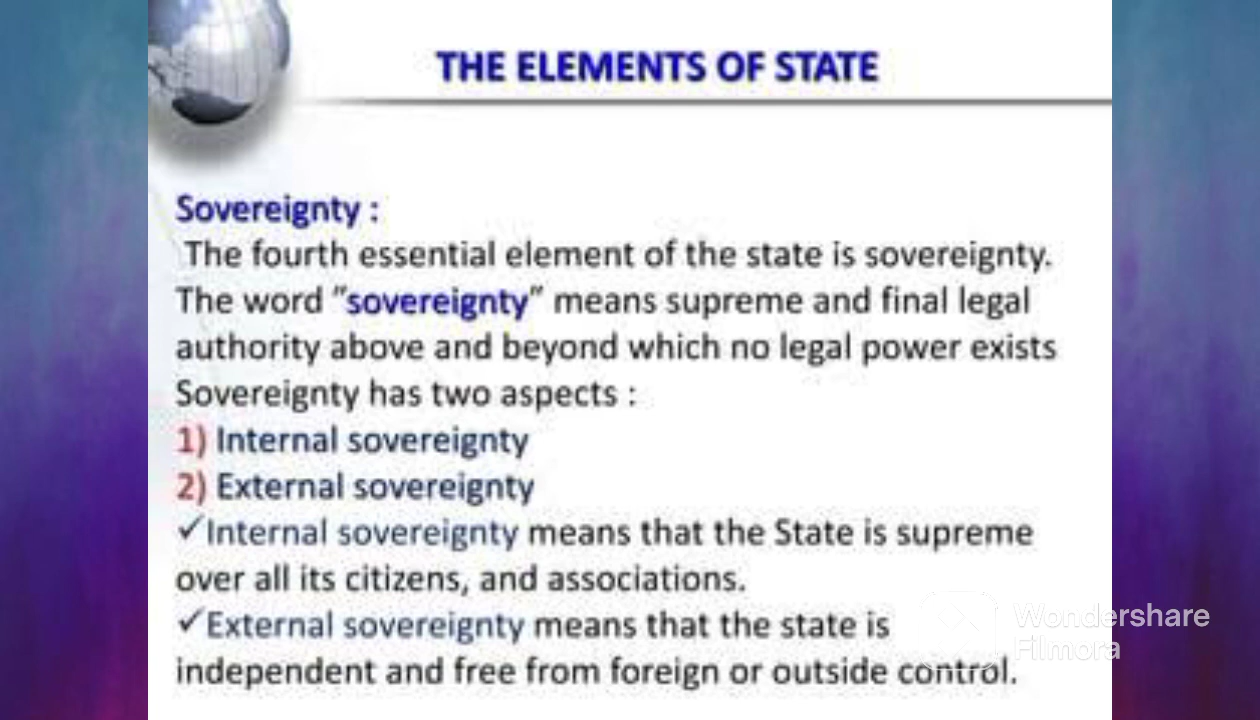 THE ELEMENTS OF STATE
Sovereignty :
The fourth essential element of the state is sovereignty.
The word "sovereignty" means supreme and final legal
authority above and beyond which no legal power exists
Sovereignty has two aspects :
1) Internal sovereignty
2) External sovereignty
✓Internal sovereignty means that the State is supreme
over all its citizens, and associations.
✓External sovereignty means that the state is
independent and free from foreign or outside control.
Wondershare
Filmora